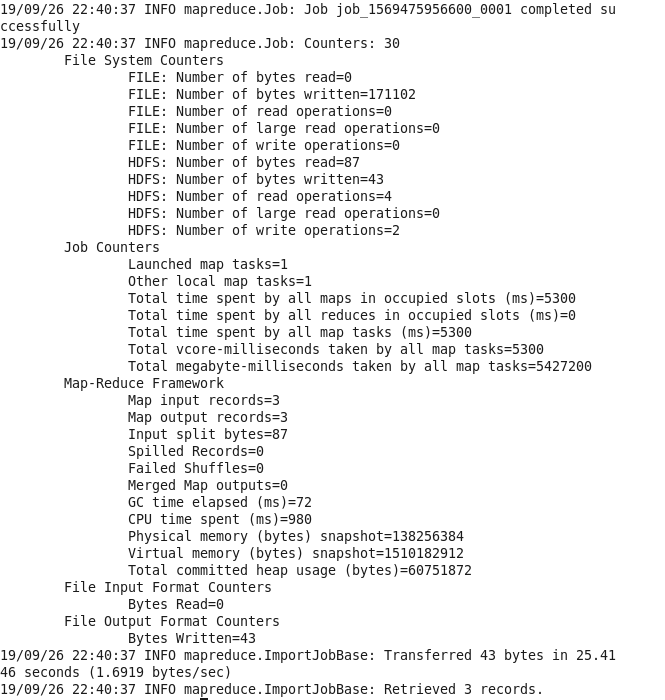 19/09/26 22:40:37 INFO mapreduce.Job: Job job_1569475956600_0001 completed su
ccessfully
19/09/26 22:40:37 INFO mapreduce.Job: Counters: 30
File System Counters
FILE: Number of bytes read=0
FILE: Number of bytes written=171102
FILE: Number of read operations=0
FILE: Number of large read operations=0
FILE: Number of write operations=0
HDFS: Number of bytes read=87
HDFS: Number of bytes written=43
HDFS: Number of read operations=4
HDFS: Number of large read operations=0
HDFS: Number of write operations=2
Job Counters
Launched map tasks=1
Other local map tasks=1
Total time spent by all maps in occupied slots (ms)=5300
Total time spent by all reduces in occupied slots (ms)=0
Total time spent by all map tasks (ms)=5300
Total vcore-milliseconds taken by all map tasks=5300
Total megabyte-milliseconds taken by all map tasks=5427200
Map-Reduce Framework
Map input records=3
Map output records=3
Input split bytes=87
Spilled Records=0
Failed Shuffles=0
Merged Map outputs=0
GC time elapsed (ms)=72
CPU time spent (ms)=980
Physical memory (bytes) snapshot=138256384
Virtual memory (bytes) snapshot=1510182912
Total committed heap usage (bytes)=60751872
File Input Format Counters
Bytes Read=0
File Output Format Counters
Bytes Written=43
19/09/26 22:40:37 INFO mapreduce.ImportJobBase: Transferred 43 bytes in 25.41
46 seconds (1.6919 bytes/sec)
19/09/26 22:40:37 INFO mapreduce.ImportJobBase: Retrieved 3 records.